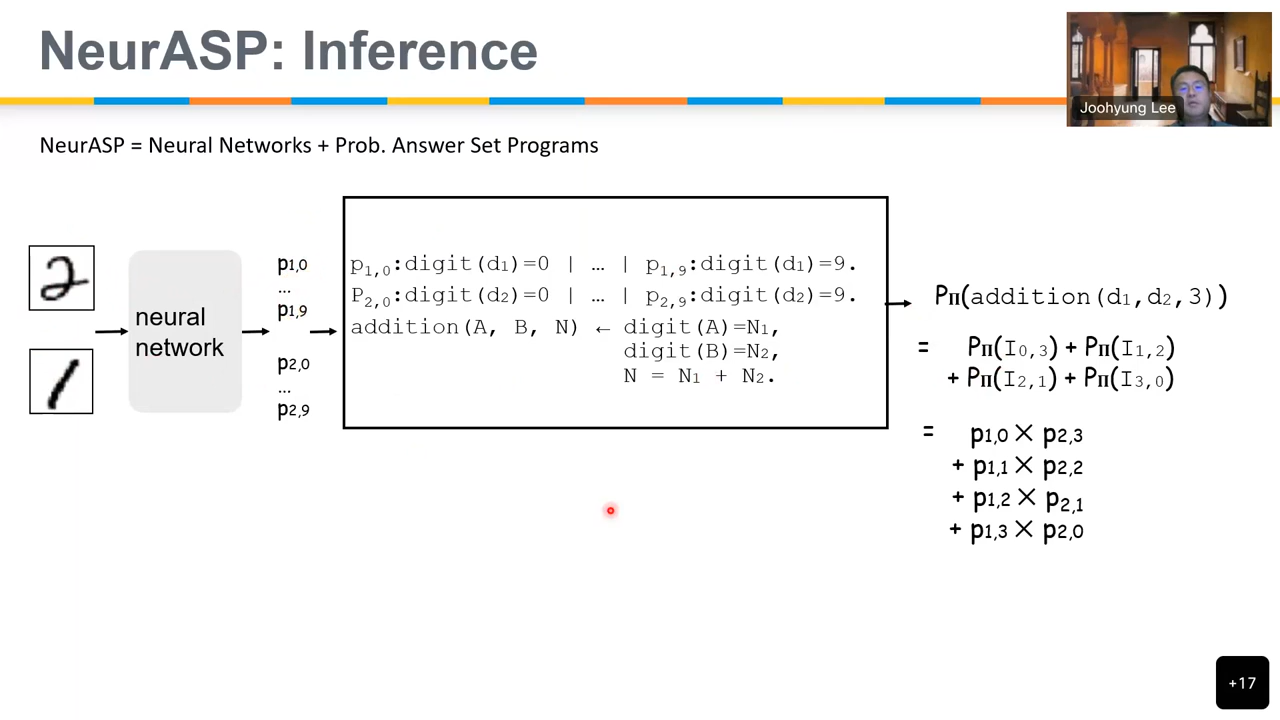 NeurASP: Inference
Joohyung Lee
NeurASP = Neural Networks + Prob. Answer Set Programs
2
1
neural
network
p1,0
...
p1,9
p2,0
...
p2,9
p1,0:digit(d1)=0 | … | p1,9:digit(d1)=9.
P2,0:digit(d2)=0 | … | p2,9:digit(d2)=9.
addition(A, B, N) ← digit(A)=N1,
digit(B)=N2,
N = N1 + N2.
PΠ(addition(d1,d2,3))
= PΠ(I0,3) + PΠ(I1,2)
+ PΠ(I2,1) + PΠ(I3,0)
= p1,0 × p2,3
+ p1,1 × p2,2
+ p1,2 × p2,1
+ p1,3 × p2,0
+17